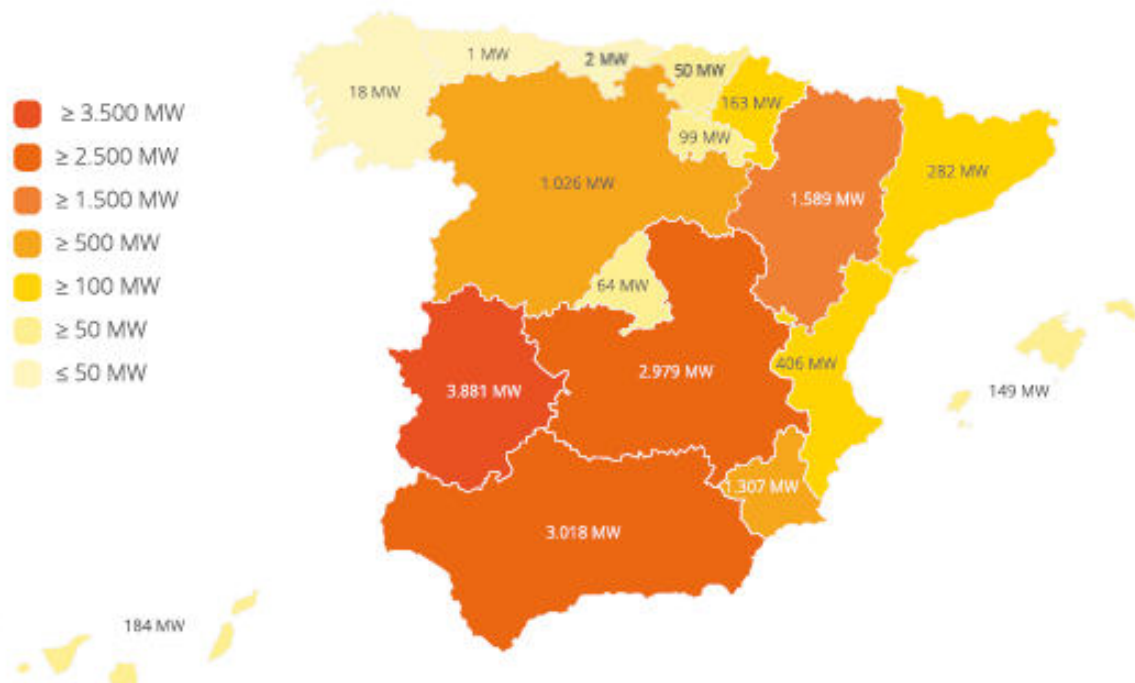 ≥ 3.500 MW
≥ 2.500 MW
≥ 1.500 MW
≥ 500 MW
≥ 100 MW
≥ 50 MW
≤ 50 MW
18 MW
1 MW
2 MW
50 MW
163 MW
99 MW
282 MW
1.026 MW
1.589 MW
64 MW
3.881 MW
2.979 MW
406 MW
149 MW
1.307 MW
3.018 MW
184 MW